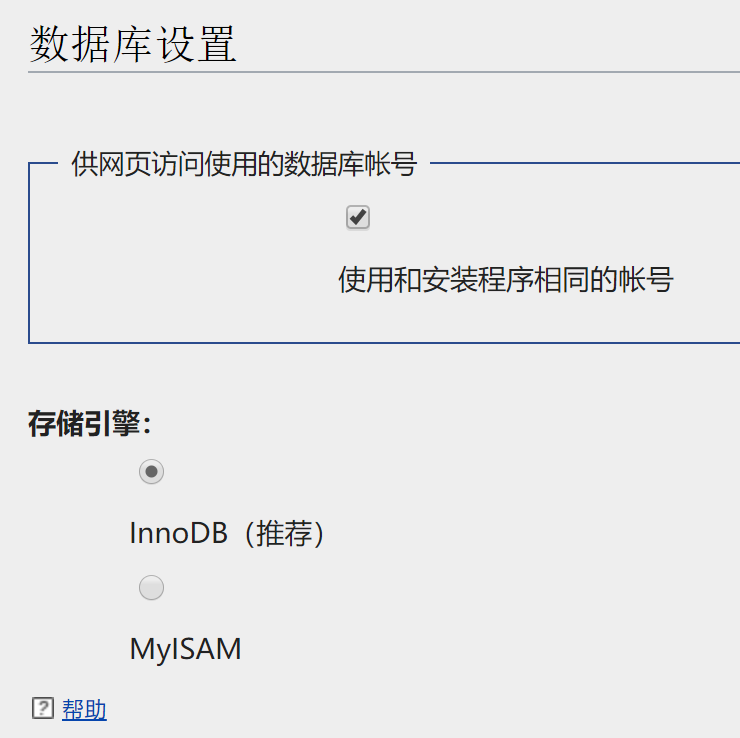 数据库设置
供网页访问使用的数据库帐号
使用和安装程序相同的帐号
存储引擎：
InnoDB（推荐）
MyISAM
帮助